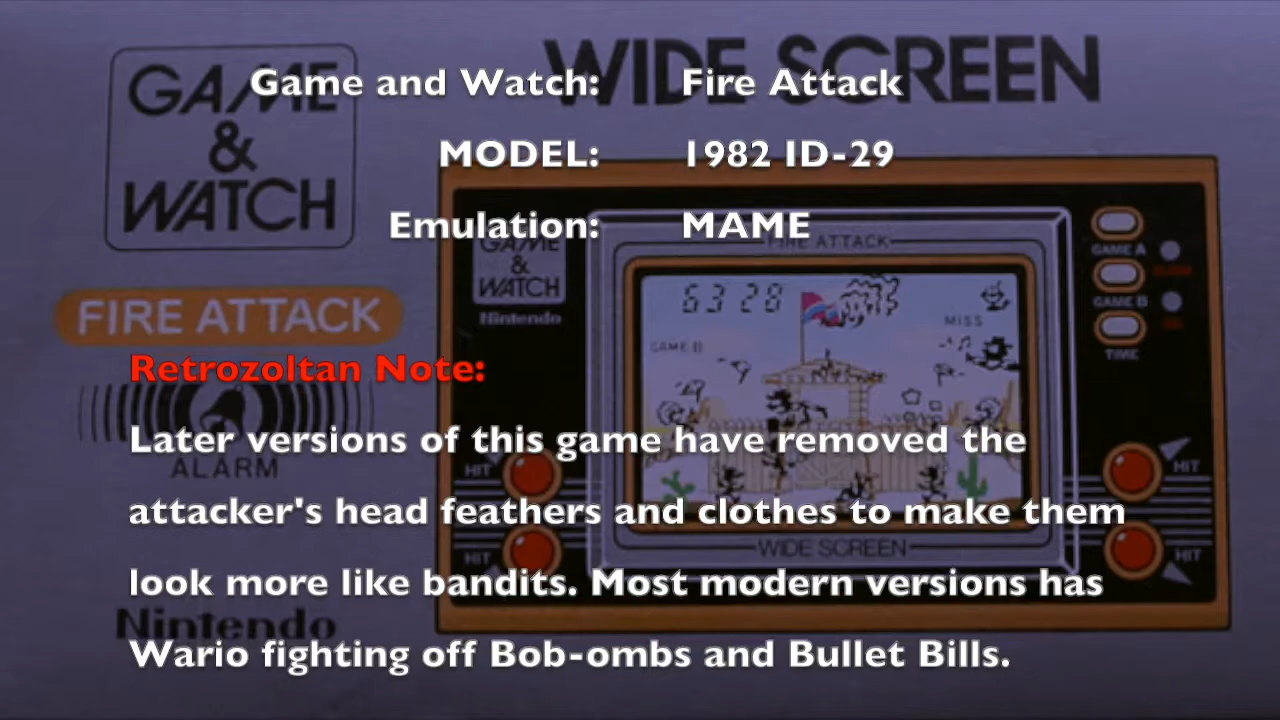 WIDE SCREEN
GAME
&
WATCH
Game and Watch: Fire Attack
MODEL: 1982 ID-29
Emulation: MAME
GAME
&
WATCH
Nintendo
FIRE ATTACK
63 28
MISS
GAME B
GAME A
GAME B
TIME
FIRE ATTACK
Retrozoltan Note:
ALARM
Later versions of this game have removed the
attacker's head feathers and clothes to make them
look more like bandits. Most modern versions has
Wario fighting off Bob-ombs and Bullet Bills.
HIT
HIT
HIT
HIT
WIDE SCREEN
Nintendo